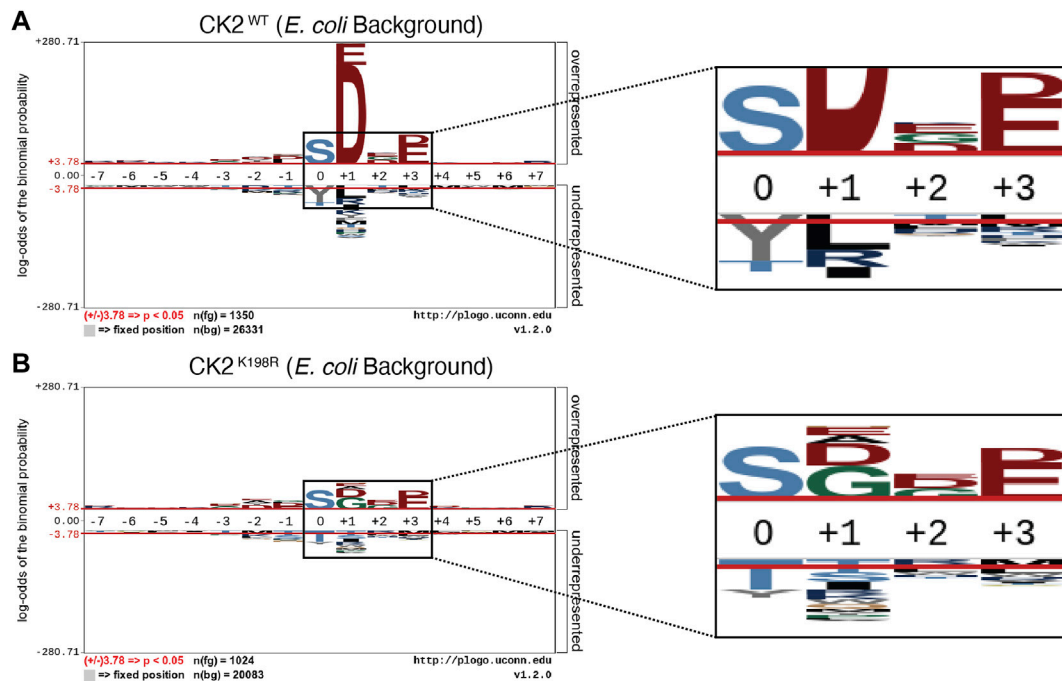 A
CK2 WT (E. coli Background)
+280.71
log-odds of the binomial probability
overrepresented
+3.78
0.00
-3.78
-7 -6 -5 -4 -3 -2 -1 0 +1 +2 +3 +4 +5 +6 +7
E
D
S
D
E
Y
L
R
underrepresented
-280.71
(+/-)3.78 => p < 0.05 n(fg) = 1350
=> fixed position n(bg) = 26331
http://plogo.uconn.edu
v1.2.0
S D E G D D E
0 +1 +2 +3
Y T L R I
B
CK2 K198R (E. coli Background)
+280.71
log-odds of the binomial probability
overrepresented
+3.78
0.00
-3.78
-7 -6 -5 -4 -3 -2 -1 0 +1 +2 +3 +4 +5 +6 +7
S
D
G
underrepresented
-280.71
(+/-)3.78 => p < 0.05 n(fg) = 1024
=> fixed position n(bg) = 20083
http://plogo.uconn.edu
v1.2.0
S E A D G E D G D E
0 +1 +2 +3
T Y T S I R M